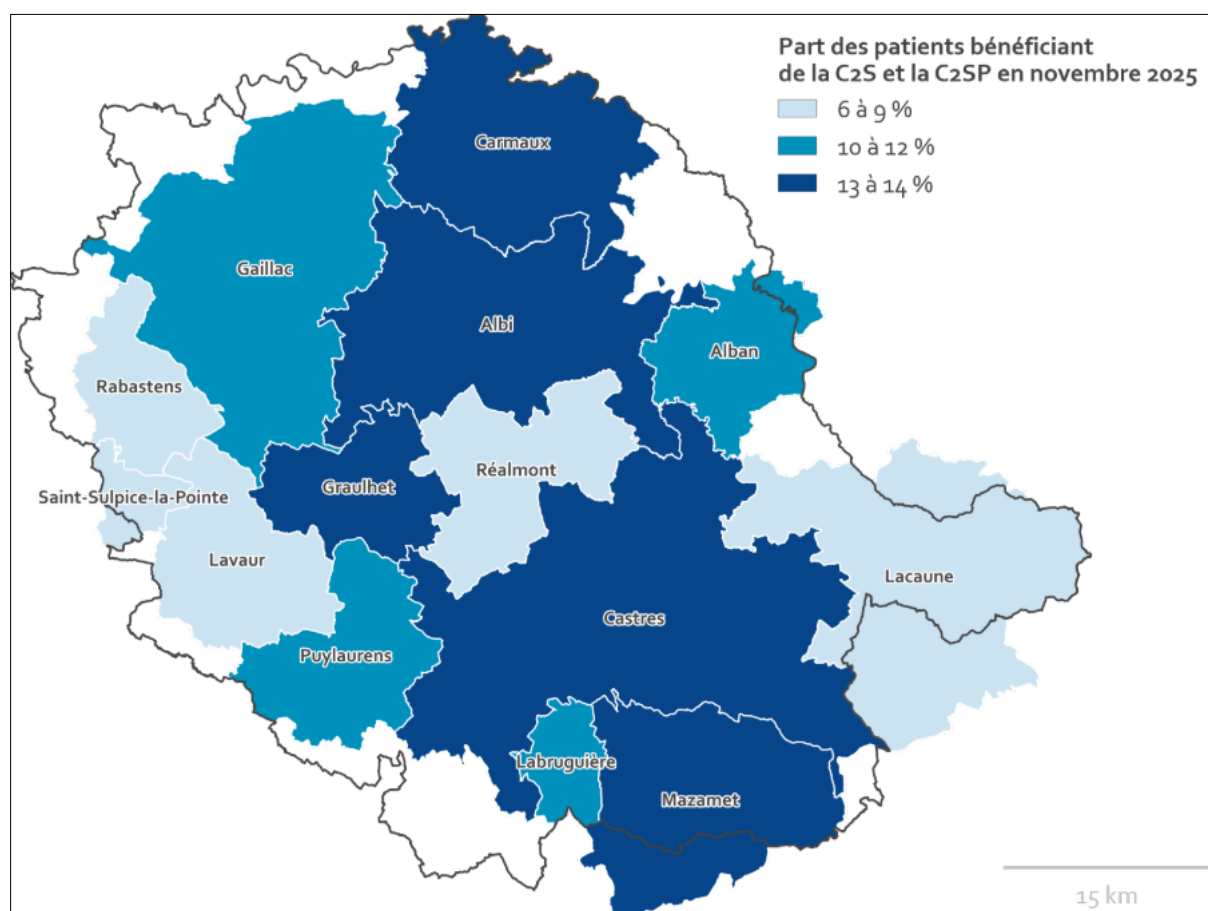 Part des patients bénéficiant
de la C2S et la C2SP en novembre 2025
6 à 9 %
10 à 12 %
13 à 14 %
Carmaux
Gaillac
Albi
Alban
Rabastens
Réalmont
Graulhet
Saint-Sulpice-la-Pointe
Lavaur
Lacaune
Castres
Puylaurens
Labruguière
Mazamet
15 km